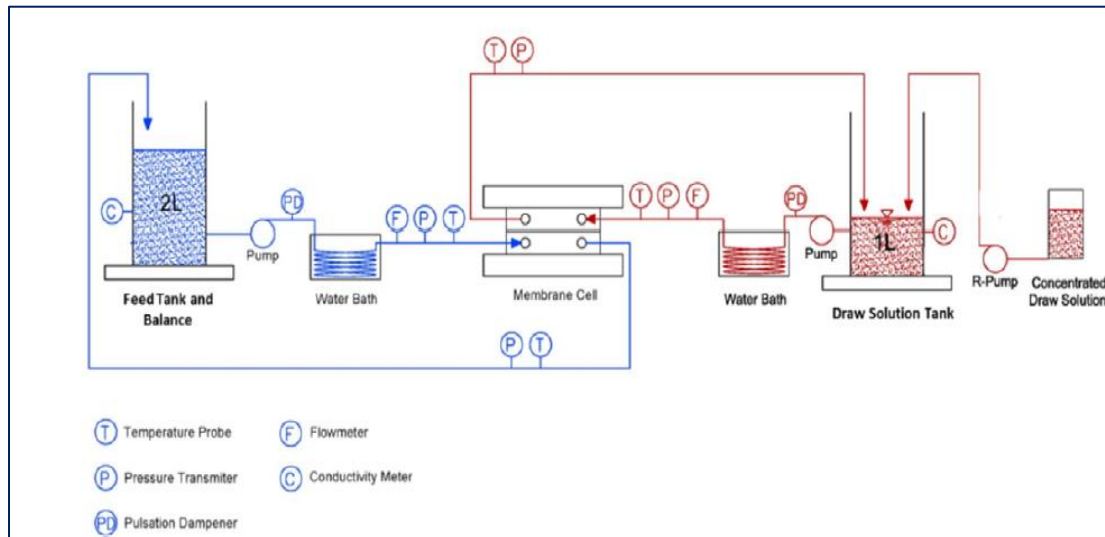 T P
2L
C
PD
Pump
F P T
Water Bath
Feed Tank and
Balance
Membrane Cell
T P F
PD
Pump
Water Bath
1L
C
Draw Solution Tank
R-Pump
Concentrated
Draw Solution
P T
T Temperature Probe
F Flowmeter
P Pressure Transmiter
C Conductivity Meter
PD Pulsation Dampener